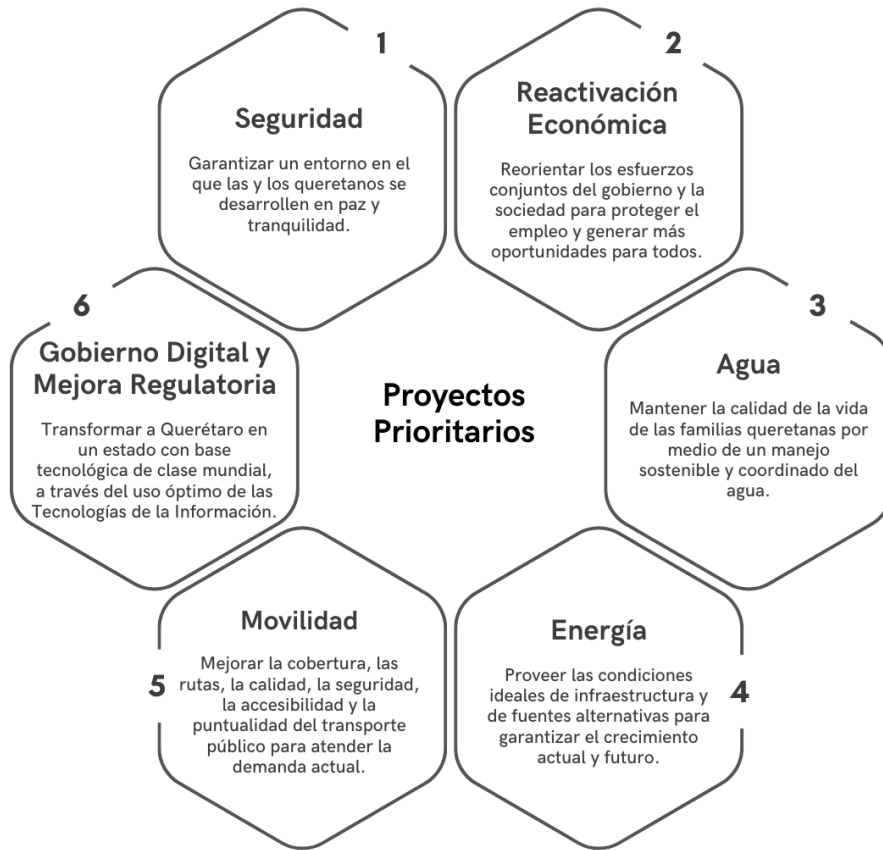 1
Seguridad
Garantizar un entorno en el
que las y los queretanos se
desarrollen en paz y
tranquilidad.
2
Reactivación
Económica
Reorientar los esfuerzos
conjuntos del gobierno y la
sociedad para proteger el
empleo y generar más
oportunidades para todos.
3
Agua
Mantener la calidad de la vida
de las familias queretanas por
medio de un manejo
sostenible y coordinado del
agua.
4
Energía
Proveer las condiciones
ideales de infraestructura y
de fuentes alternativas para
garantizar el crecimiento
actual y futuro.
5
Movilidad
Mejorar la cobertura, las
rutas, la calidad, la seguridad,
la accesibilidad y la
puntualidad del transporte
público para atender la
demanda actual.
6
Gobierno Digital y
Mejora Regulatoria
Transformar a Querétaro en
un estado con base
tecnológica de clase mundial,
a través del uso óptimo de las
Tecnologías de la Información.
Proyectos
Prioritarios